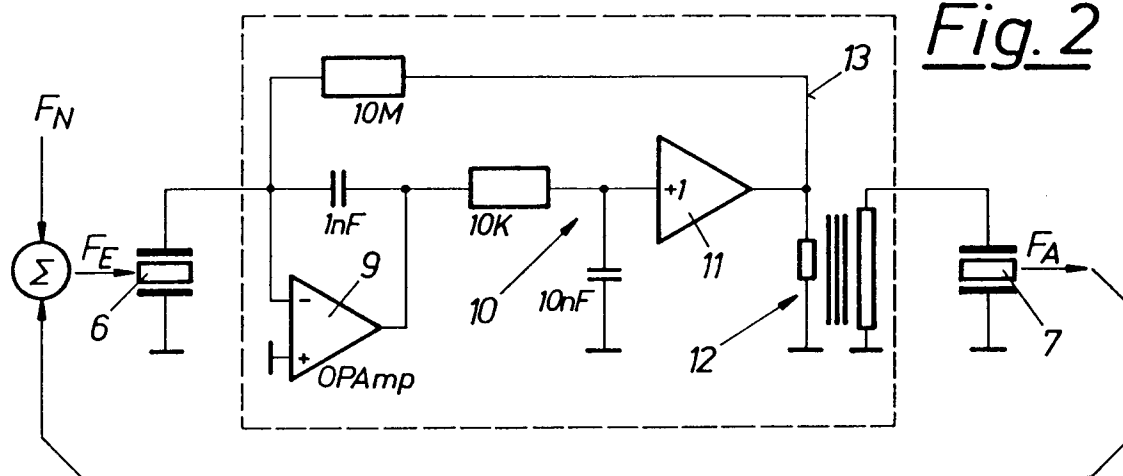 Fig. 2
13
10M
F_N
1nF
10K
+1
11
F_E
Σ
9
6
10
10nF
12
F_A
7
−
+
OPAmp